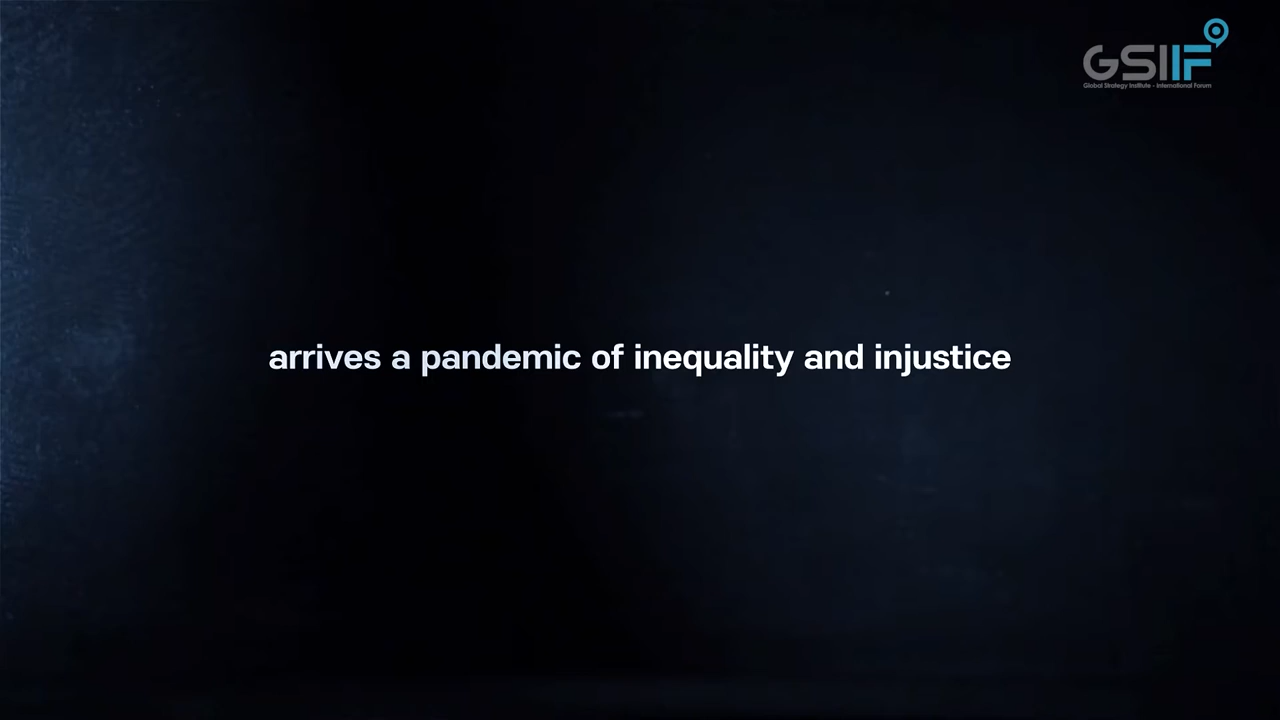 GSIIF
Global Strategy Institute - International Forum
arrives a pandemic of inequality and injustice